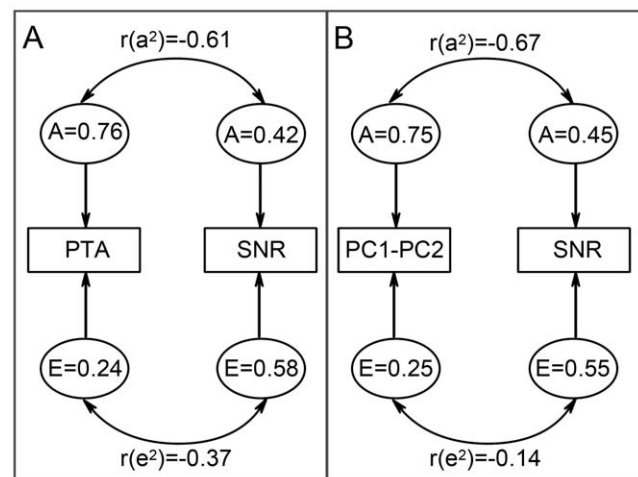 A
r(a²)=-0.61
A=0.76
A=0.42
PTA
SNR
E=0.24
E=0.58
r(e²)=-0.37
B
r(a²)=-0.67
A=0.75
A=0.45
PC1-PC2
SNR
E=0.25
E=0.55
r(e²)=-0.14